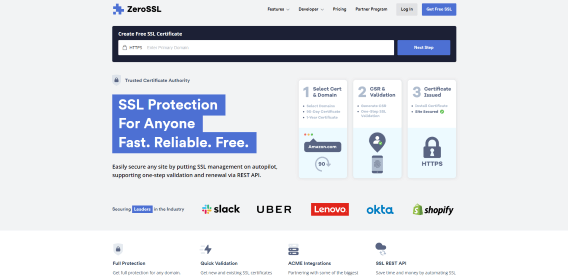 ZeroSSL
Features
Developer
Pricing
Partner Program
Log In
Get Free SSL
Create Free SSL Certificate
HTTPS
Enter Primary Domain
Next Step
Trusted Certificate Authority
SSL Protection
For Anyone
Fast. Reliable. Free.
Easily secure any site by putting SSL management on autopilot,
supporting one-step validation and renewal via REST API.
1 Select Cert
& Domain
Select Domains
90-Day Certificate
1-Year Certificate
Amazon.com
90
2 CSR &
Validation
Generate CSR
One-Step SSL
Validation
3 Certificate
Issued
Install Certificate
Site Secured
HTTPS
Securing Leaders in the Industry
slack
UBER
Lenovo
okta
shopify
Full Protection
Get full protection for any domain
Quick Validation
Get new and existing SSL certificates
ACME Integrations
Partnering with some of the biggest
SSL REST API
Save time and money by automating SSL